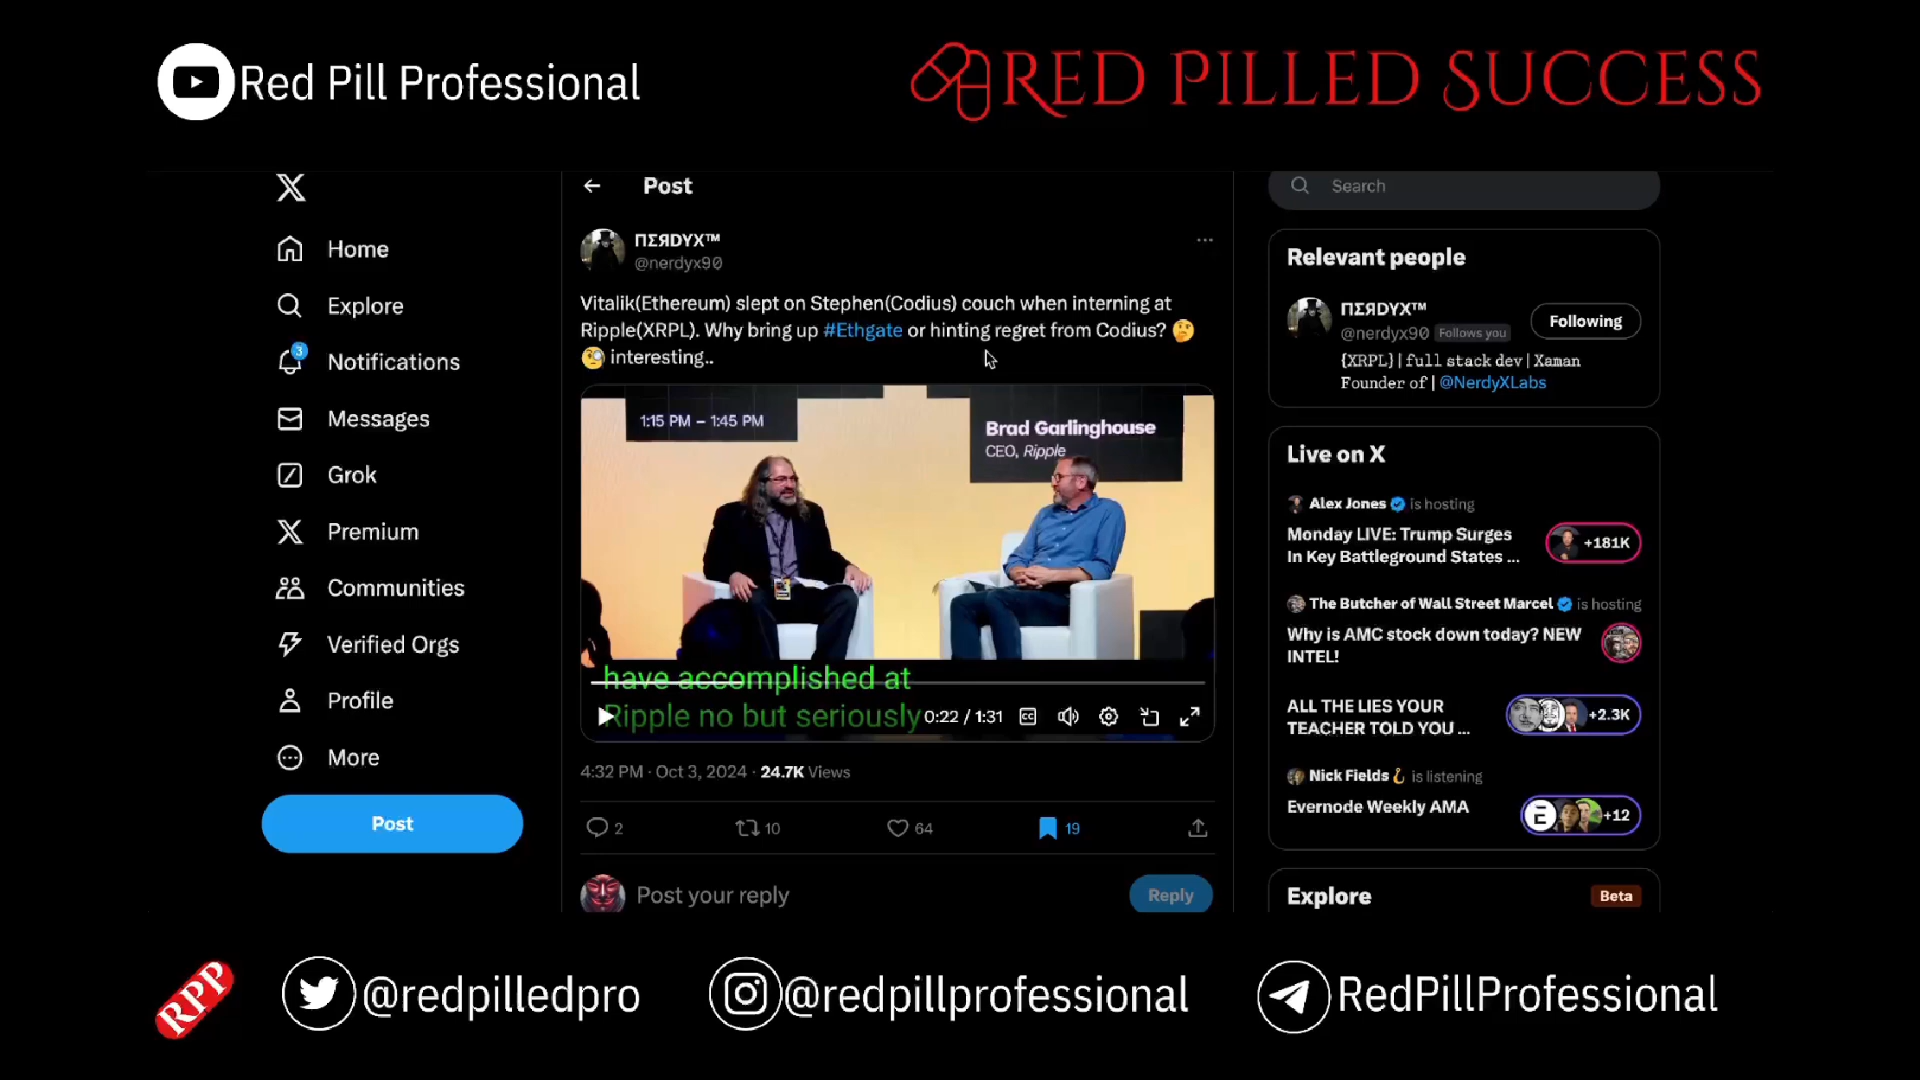 Red Pill Professional
RED PILLED SUCCESS
Home
Explore
3
Notifications
Messages
Grok
Premium
Communities
Verified Orgs
Profile
More
Post
Post
ΠΣЯDYX™
@nerdyx90
Vitalik(Ethereum) slept on Stephen(Codius) couch when interning at
Ripple(XRPL). Why bring up #Ethgate or hinting regret from Codius? 🤔
🧐 interesting..
1:15 PM – 1:45 PM
Brad Garlinghouse
CEO, Ripple
have accomplished at
Ripple no but seriously
0:22 / 1:31
4:32 PM · Oct 3, 2024 · 24.7K Views
2 10 64 19
Post your reply
Reply
Search
Relevant people
ΠΣЯDYX™
@nerdyx90 Follows you
Following
{XRPL} | full stack dev | Xaman
Founder of | @NerdyXLabs
Live on X
Alex Jones is hosting
Monday LIVE: Trump Surges
In Key Battleground States ...
+181K
The Butcher of Wall Street Marcel is hosting
Why is AMC stock down today? NEW
INTEL!
ALL THE LIES YOUR
TEACHER TOLD YOU ...
+2.3K
Nick Fields is listening
Evernode Weekly AMA
+12
Explore
Beta
RPP
@redpilledpro
@redpillprofessional
RedPillProfessional